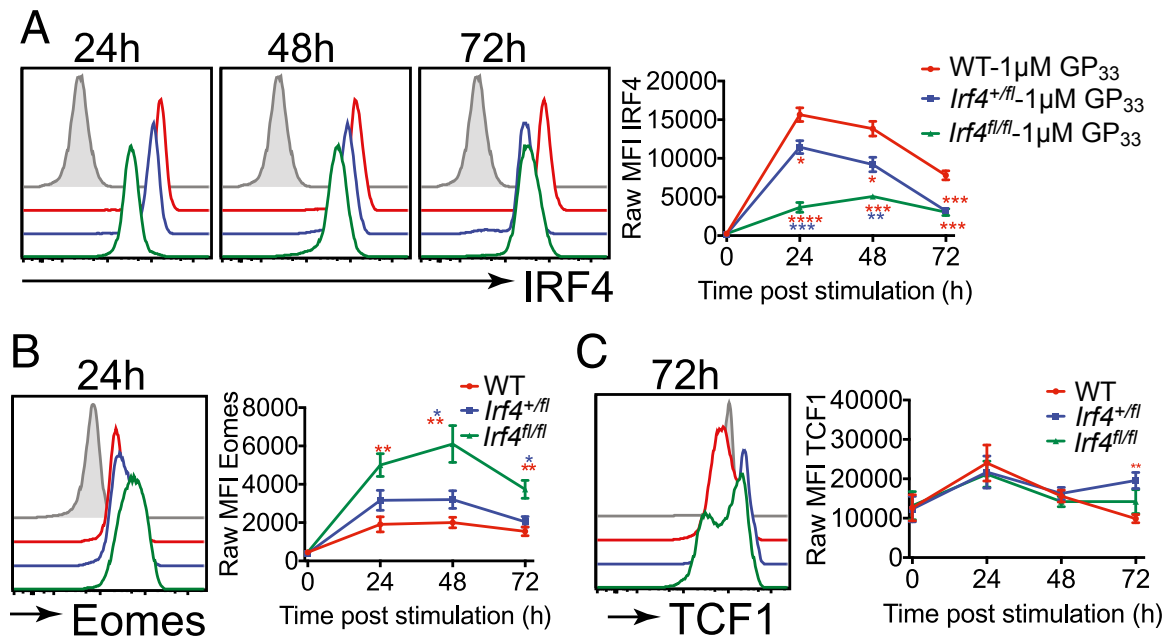 A
24h
48h
72h
IRF4
Raw MFI IRF4
20000
15000
10000
5000
0
0 24 48 72
Time post stimulation (h)
WT-1µM GP33
Irf4+/fl-1µM GP33
Irf4fl/fl-1µM GP33
*
*
***
****
***
***
**
***
B
24h
Eomes
Raw MFI Eomes
8000
6000
4000
2000
0
0 24 48 72
Time post stimulation (h)
WT
Irf4+/fl
Irf4fl/fl
**
*
**
*
**
C
72h
TCF1
Raw MFI TCF1
40000
30000
20000
10000
0
0 24 48 72
Time post stimulation (h)
WT
Irf4+/fl
Irf4fl/fl
**